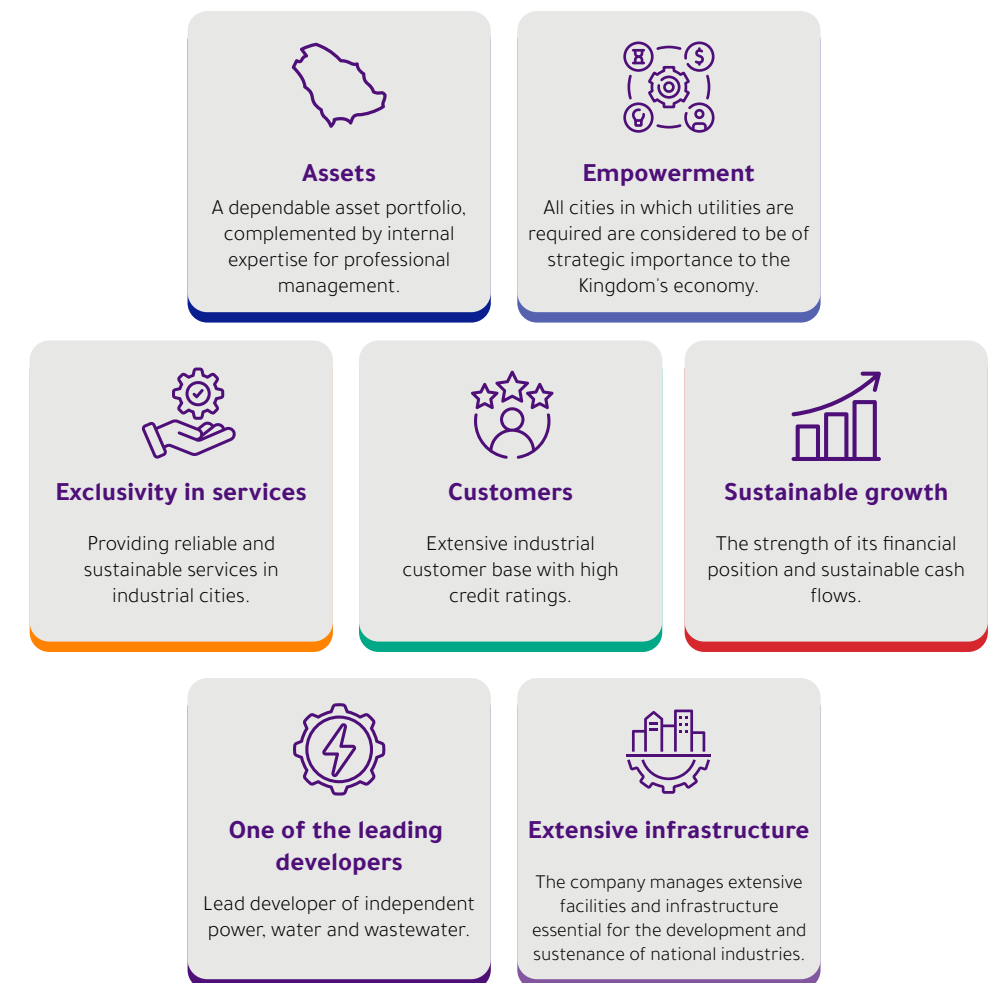 Assets
A dependable asset portfolio,
complemented by internal
expertise for professional
management.
Empowerment
All cities in which utilities are
required are considered to be of
strategic importance to the
Kingdom's economy.
Exclusivity in services
Providing reliable and
sustainable services in
industrial cities.
Customers
Extensive industrial
customer base with high
credit ratings.
Sustainable growth
The strength of its financial
position and sustainable cash
flows.
One of the leading
developers
Lead developer of independent
power, water and wastewater.
Extensive infrastructure
The company manages extensive
facilities and infrastructure
essential for the development and
sustenance of national industries.